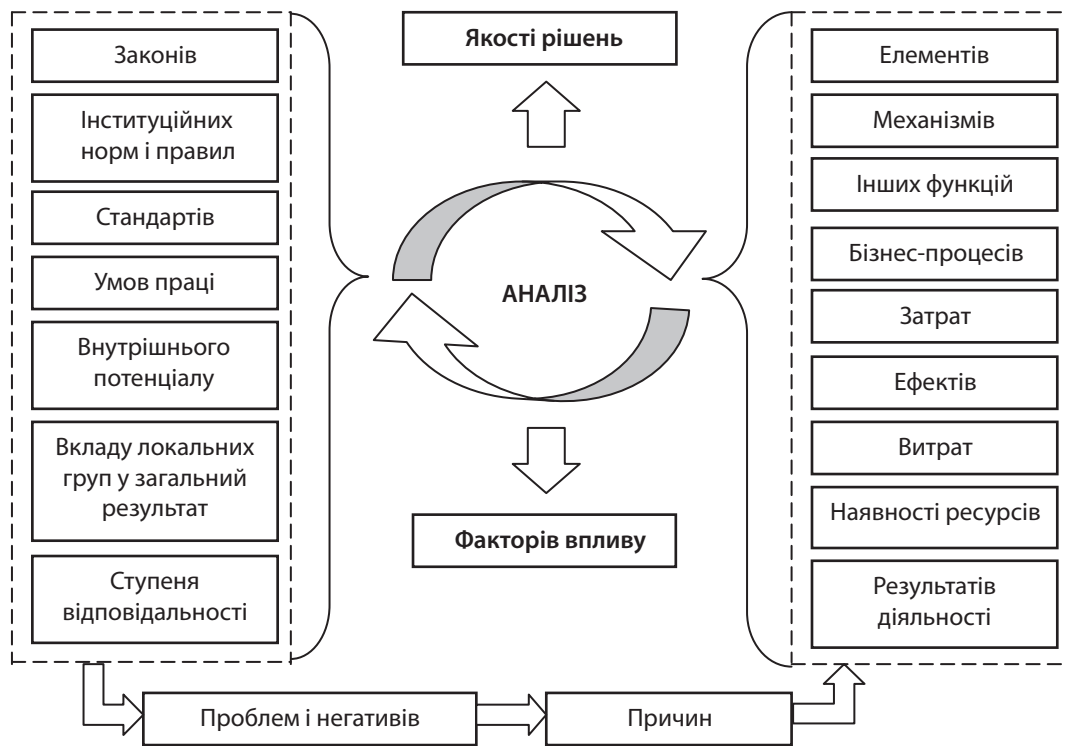 Законів
Інституційних
норм і правил
Стандартів
Умов праці
Внутрішнього
потенціалу
Вкладу локальних
груп у загальний
результат
Ступеня
відповідальності
Якості рішень
АНАЛІЗ
Факторів впливу
Елементів
Механізмів
Інших функцій
Бізнес-процесів
Затрат
Ефектів
Витрат
Наявності ресурсів
Результатів
діяльності
Проблем і негативів
Причин